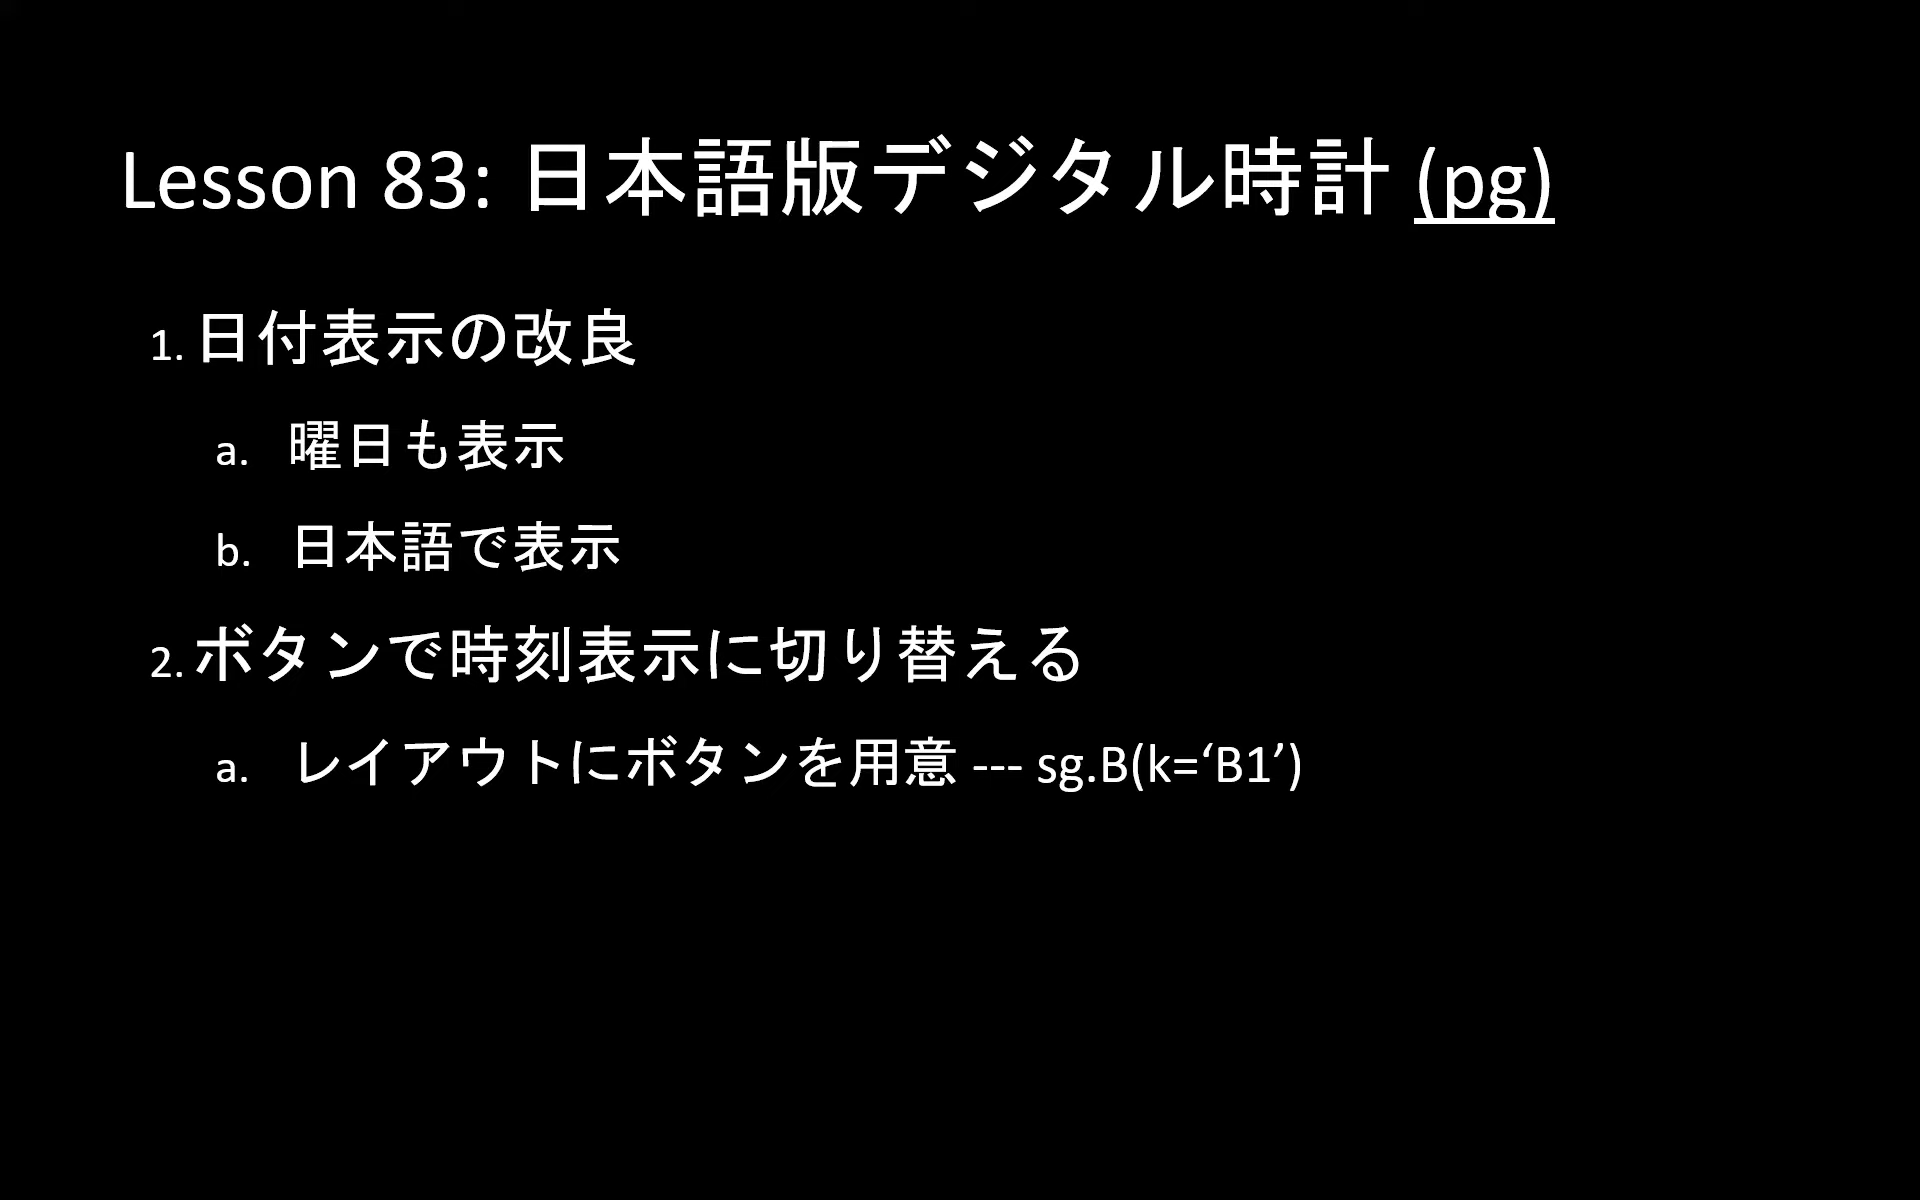 Lesson 83: 日本語版デジタル時計 (pg)
1. 日付表示の改良
a. 曜日も表示
b. 日本語で表示
2. ボタンで時刻表示に切り替える
a. レイアウトにボタンを用意 --- sg.B(k=‘B1’)